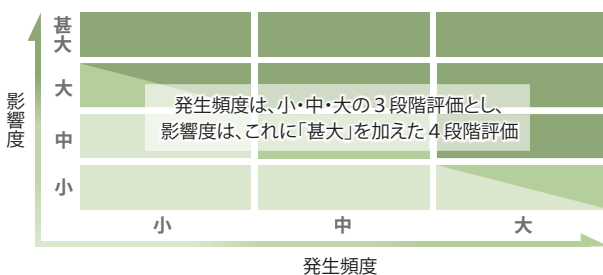 影響度
甚大
大
中
小
発生頻度は、小・中・大の3段階評価とし、
影響度は、これに「甚大」を加えた4段階評価
小 中 大
発生頻度